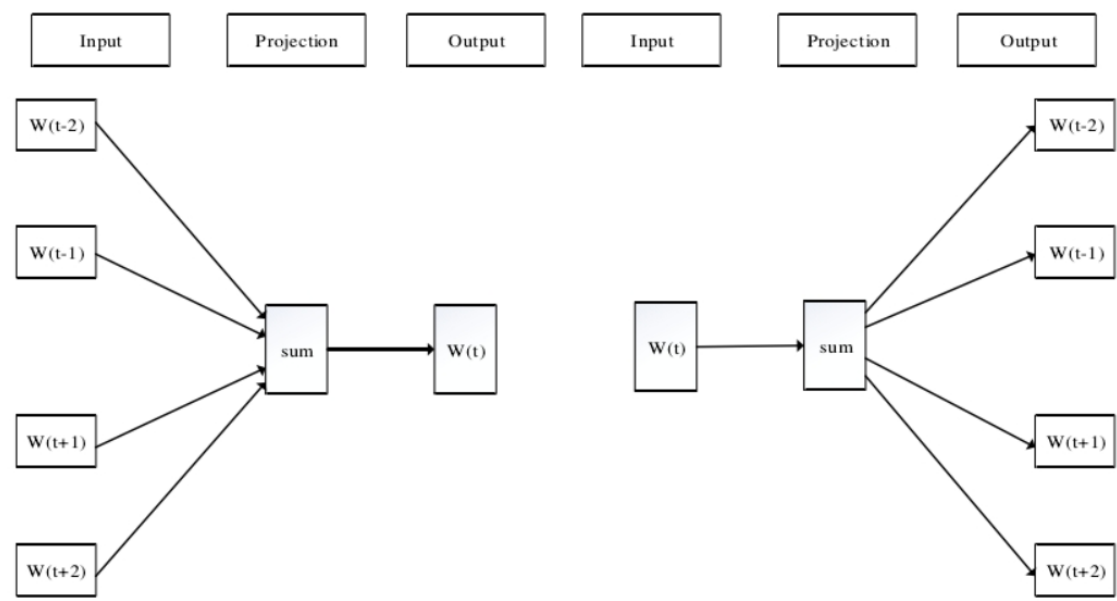 Input Projection Output Input Projection Output
W(t-2) W(t-2)
W(t-1) W(t-1)
sum W(t) W(t) sum
W(t+1) W(t+1)
W(t+2) W(t+2)